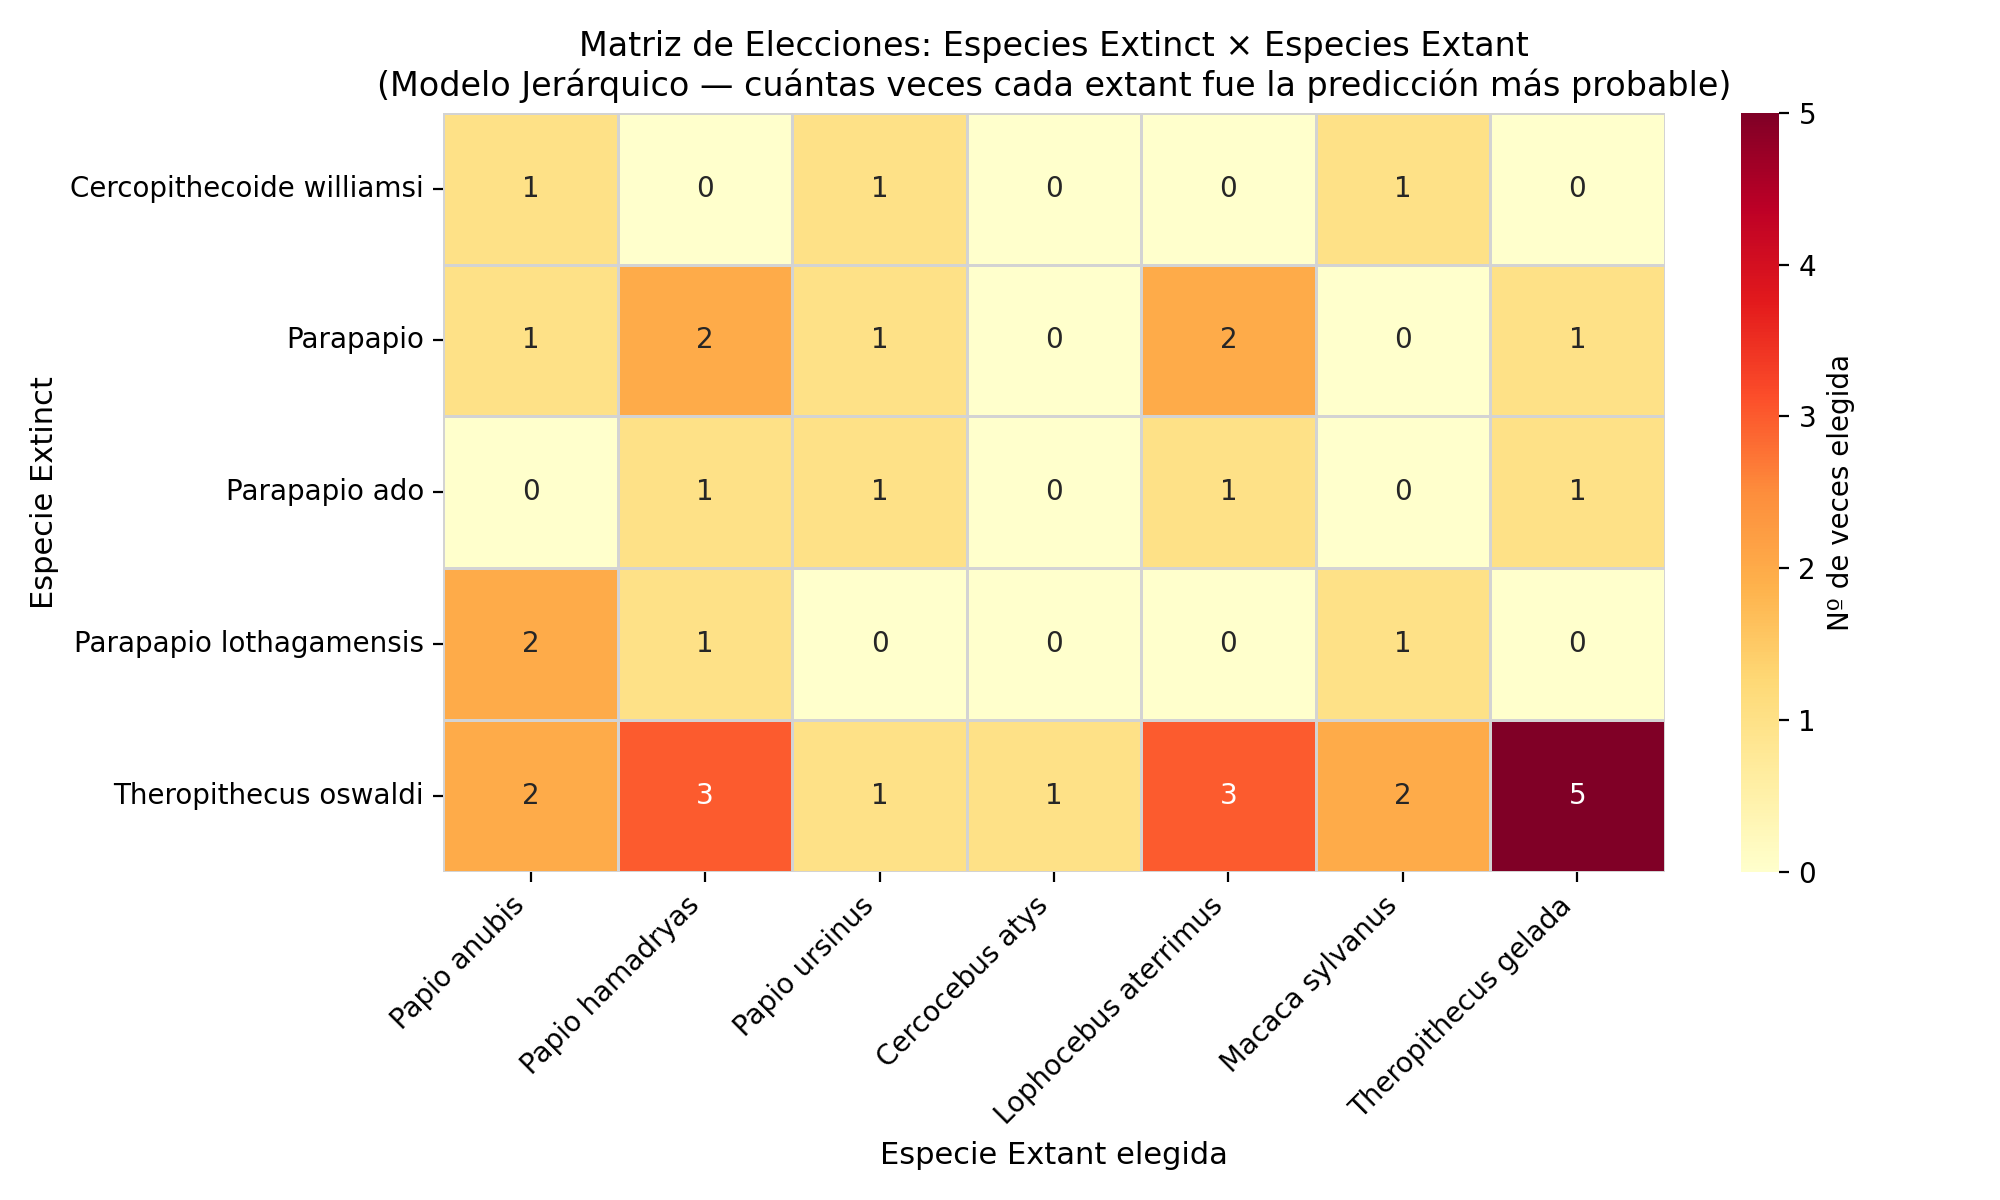 Matriz de Elecciones: Especies Extinct × Especies Extant
(Modelo Jerárquico — cuántas veces cada extant fue la predicción más probable)
Especie Extinct
Cercopithecoide williamsi 1 0 1 0 0 1 0
Parapapio 1 2 1 0 2 0 1
Parapapio ado 0 1 1 0 1 0 1
Parapapio lothagamensis 2 1 0 0 0 1 0
Theropithecus oswaldi 2 3 1 1 3 2 5
Papio anubis
Papio hamadryas
Papio ursinus
Cercocebus atys
Lophocebus aterrimus
Macaca sylvanus
Theropithecus gelada
Especie Extant elegida
5
4
3
2
1
0
Nº de veces elegida